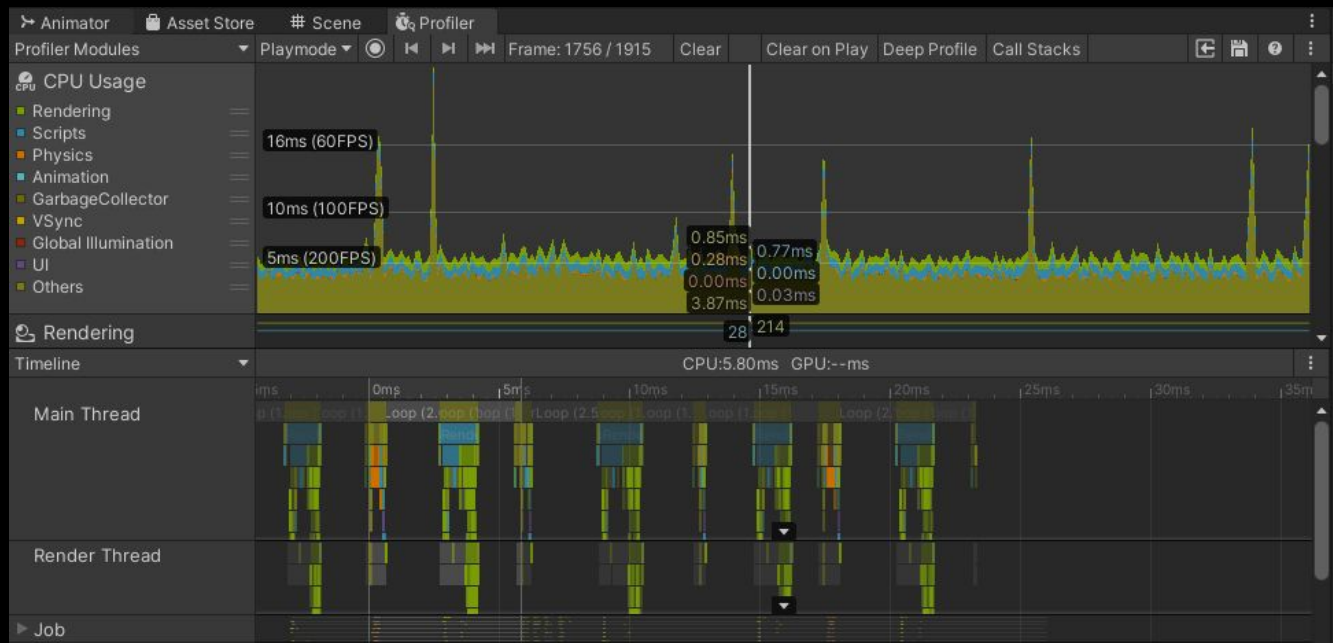 Animator Asset Store Scene Profiler
Profiler Modules Playmode Frame: 1756 / 1915 Clear Clear on Play Deep Profile Call Stacks
CPU Usage
Rendering
Scripts
Physics
Animation
GarbageCollector
VSync
Global Illumination
UI
Others
16ms (60FPS)
10ms (100FPS)
5ms (200FPS)
0.85ms
0.28ms
0.00ms
3.87ms
0.77ms
0.00ms
0.03ms
28 214
Rendering
Timeline CPU:5.80ms GPU:--ms
0ms 5ms 10ms 15ms 20ms 25ms 30ms
Main Thread
Render Thread
Job